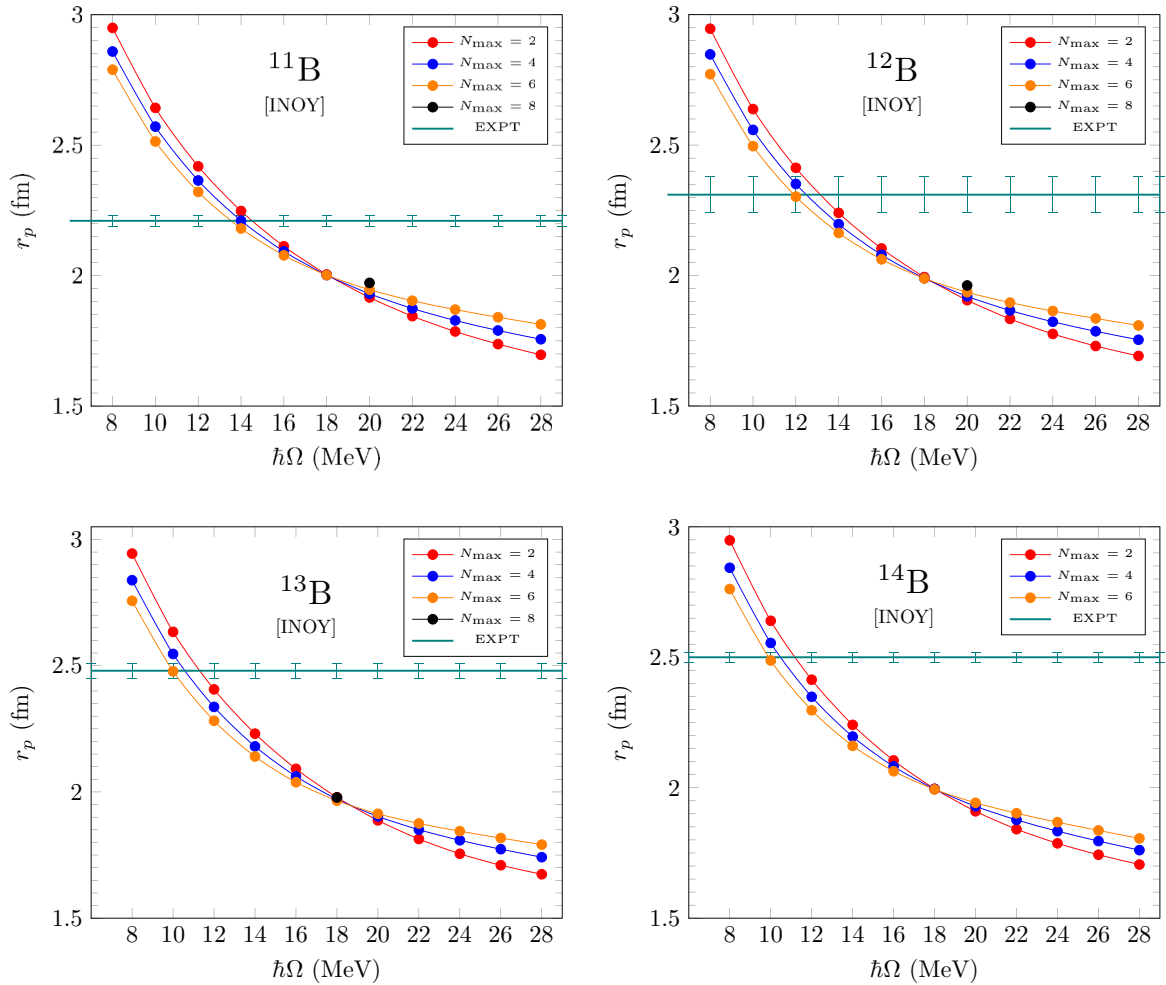 3
2.5
2
1.5
r_p (fm)
8 10 12 14 16 18 20 22 24 26 28
ℏΩ (MeV)
¹¹B
[INOY]
N_max = 2
N_max = 4
N_max = 6
N_max = 8
EXPT
3
2.5
2
1.5
r_p (fm)
8 10 12 14 16 18 20 22 24 26 28
ℏΩ (MeV)
¹²B
[INOY]
N_max = 2
N_max = 4
N_max = 6
N_max = 8
EXPT
3
2.5
2
1.5
r_p (fm)
8 10 12 14 16 18 20 22 24 26 28
ℏΩ (MeV)
¹³B
[INOY]
N_max = 2
N_max = 4
N_max = 6
N_max = 8
EXPT
3
2.5
2
1.5
r_p (fm)
8 10 12 14 16 18 20 22 24 26 28
ℏΩ (MeV)
¹⁴B
[INOY]
N_max = 2
N_max = 4
N_max = 6
EXPT